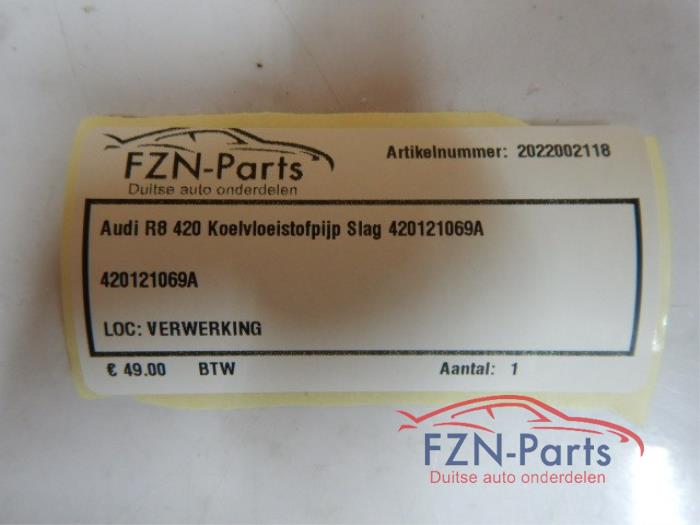 FZN-Parts
Duitse auto onderdelen
Artikelnummer: 2022002118
Audi R8 420 Koelvloeistofpijp Slag 420121069A
420121069A
LOC: VERWERKING
€ 49.00 BTW Aantal: 1
FZN-Parts
Duitse auto onderdelen